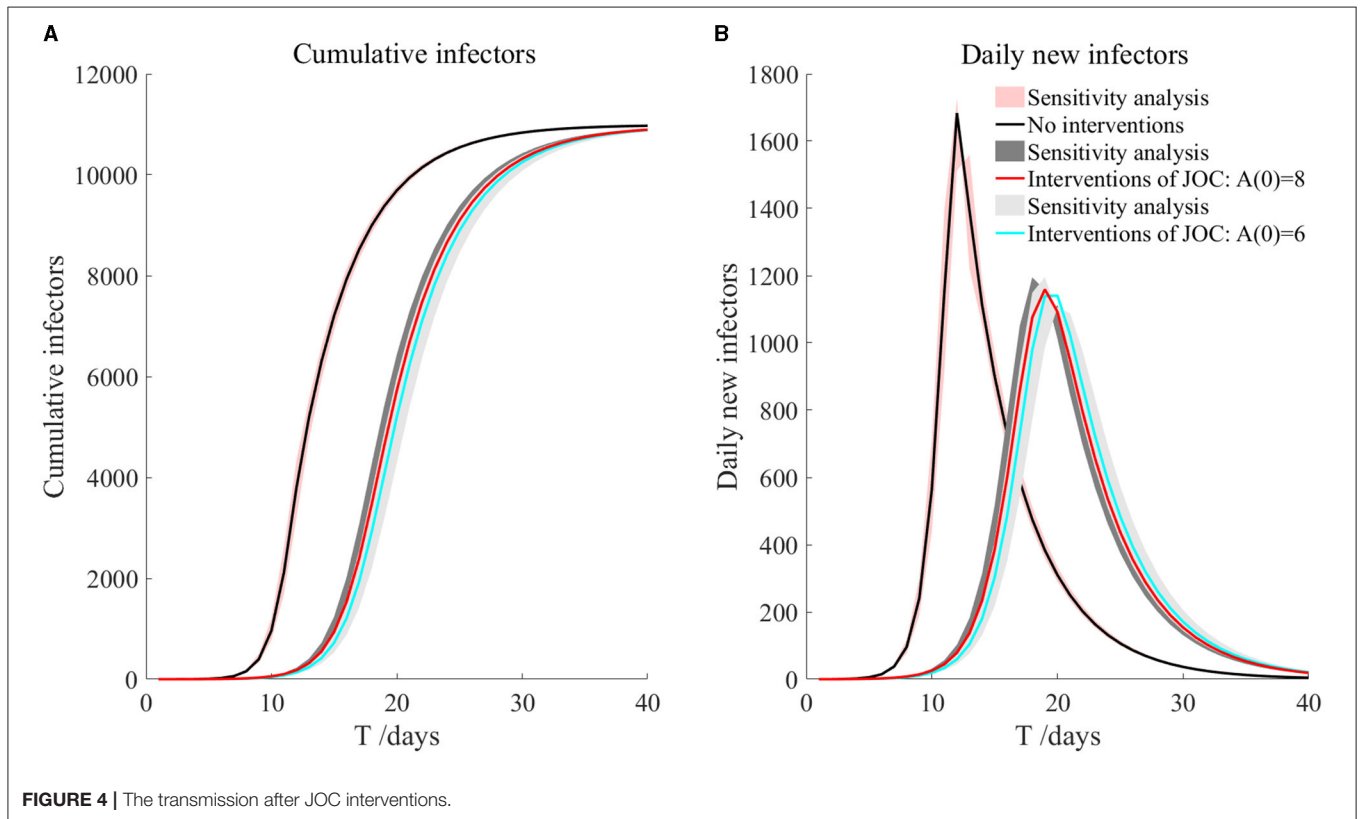 A
Cumulative infectors
12000
10000
8000
6000
4000
2000
0
Cumulative infectors
0 10 20 30 40
T /days
B
Daily new infectors
1800
1600
1400
1200
1000
800
600
400
200
0
Daily new infectors
Sensitivity analysis
No interventions
Sensitivity analysis
Interventions of JOC: A(0)=8
Sensitivity analysis
Interventions of JOC: A(0)=6
0 10 20 30 40
T /days
FIGURE 4 | The transmission after JOC interventions.